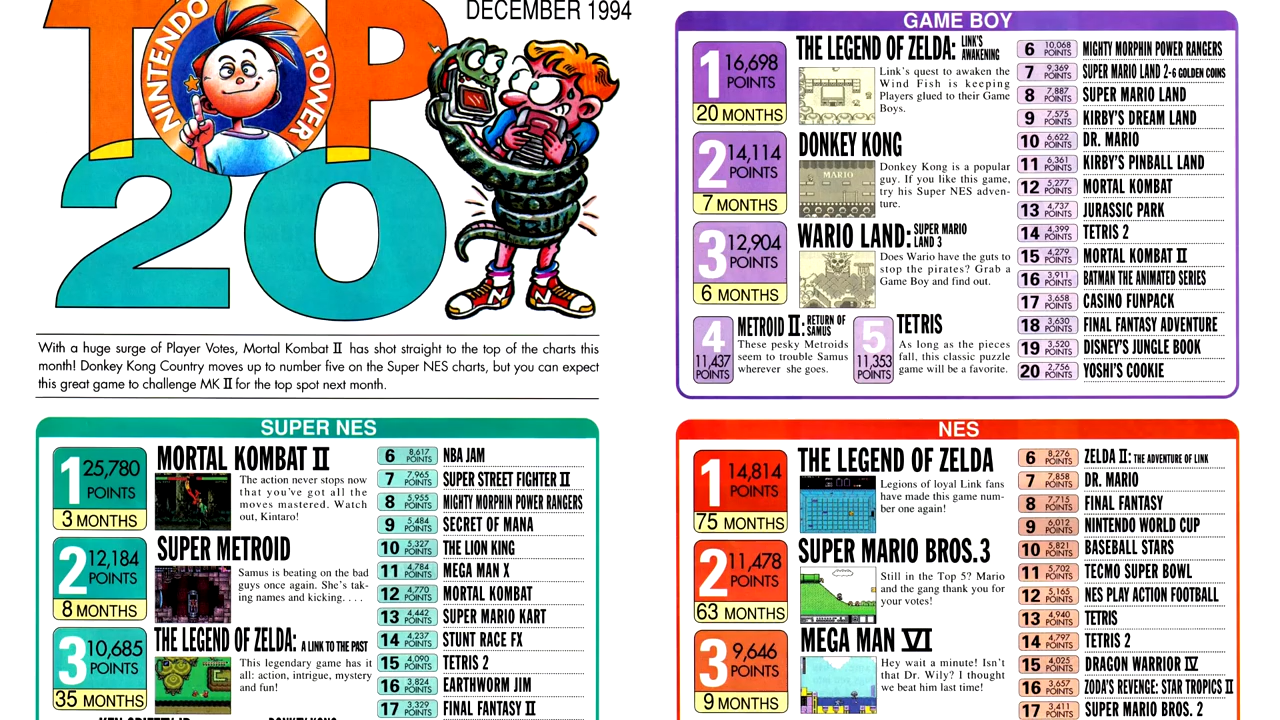 DECEMBER 1994
TOP
NINTENDO POWER
20
With a huge surge of Player Votes, Mortal Kombat II has shot straight to the top of the charts this
month! Donkey Kong Country moves up to number five on the Super NES charts, but you can expect
this great game to challenge MK II for the top spot next month.
SUPER NES
1 25,780 POINTS
3 MONTHS
MORTAL KOMBAT II
The action never stops now
that you've got all the
moves mastered. Watch
out, Kintaro!
2 12,184 POINTS
8 MONTHS
SUPER METROID
Samus is beating on the bad
guys once again. She's tak-
ing names and kicking. . . .
3 10,685 POINTS
35 MONTHS
THE LEGEND OF ZELDA: A LINK TO THE PAST
This legendary game has it
all: action, intrigue, mystery
and fun!
6 8,617 POINTS NBA JAM
7 7,965 POINTS SUPER STREET FIGHTER II
8 5,955 POINTS MIGHTY MORPHIN POWER RANGERS
9 5,484 POINTS SECRET OF MANA
10 5,327 POINTS THE LION KING
11 4,784 POINTS MEGA MAN X
12 4,770 POINTS MORTAL KOMBAT
13 4,442 POINTS SUPER MARIO KART
14 4,237 POINTS STUNT RACE FX
15 4,090 POINTS TETRIS 2
16 3,824 POINTS EARTHWORM JIM
17 3,329 POINTS FINAL FANTASY II
GAME BOY
1 16,698 POINTS
20 MONTHS
THE LEGEND OF ZELDA: LINK'S AWAKENING
Link's quest to awaken the
Wind Fish is keeping
Players glued to their Game
Boys.
2 14,114 POINTS
7 MONTHS
DONKEY KONG
MARIO
Donkey Kong is a popular
guy. If you like this game,
try his Super NES adven-
ture.
3 12,904 POINTS
6 MONTHS
WARIO LAND: SUPER MARIO LAND 3
Does Wario have the guts to
stop the pirates? Grab a
Game Boy and find out.
4 11,437 POINTS
METROID II: RETURN OF SAMUS
These pesky Metroids
seem to trouble Samus
wherever she goes.
5 11,353 POINTS
TETRIS
As long as the pieces
fall, this classic puzzle
game will be a favorite.
6 10,068 POINTS MIGHTY MORPHIN POWER RANGERS
7 9,369 POINTS SUPER MARIO LAND 2-6 GOLDEN COINS
8 7,887 POINTS SUPER MARIO LAND
9 7,575 POINTS KIRBY'S DREAM LAND
10 6,622 POINTS DR. MARIO
11 6,361 POINTS KIRBY'S PINBALL LAND
12 5,277 POINTS MORTAL KOMBAT
13 4,737 POINTS JURASSIC PARK
14 4,399 POINTS TETRIS 2
15 4,279 POINTS MORTAL KOMBAT II
16 3,911 POINTS BATMAN THE ANIMATED SERIES
17 3,658 POINTS CASINO FUNPACK
18 3,630 POINTS FINAL FANTASY ADVENTURE
19 3,520 POINTS DISNEY'S JUNGLE BOOK
20 2,756 POINTS YOSHI'S COOKIE
NES
1 14,814 POINTS
75 MONTHS
THE LEGEND OF ZELDA
Legions of loyal Link fans
have made this game num-
ber one again!
2 11,478 POINTS
63 MONTHS
SUPER MARIO BROS.3
Still in the Top 5? Mario
and the gang thank you for
your votes!
3 9,646 POINTS
9 MONTHS
MEGA MAN VI
Hey wait a minute! Isn't
that Dr. Wily? I thought
we beat him last time!
6 8,276 POINTS ZELDA II: THE ADVENTURE OF LINK
7 7,858 POINTS DR. MARIO
8 7,715 POINTS FINAL FANTASY
9 6,012 POINTS NINTENDO WORLD CUP
10 5,821 POINTS BASEBALL STARS
11 5,702 POINTS TECMO SUPER BOWL
12 5,165 POINTS NES PLAY ACTION FOOTBALL
13 4,940 POINTS TETRIS
14 4,797 POINTS TETRIS 2
15 4,025 POINTS DRAGON WARRIOR IV
16 3,657 POINTS ZODA'S REVENGE: STAR TROPICS II
17 3,411 POINTS SUPER MARIO BROS. 2